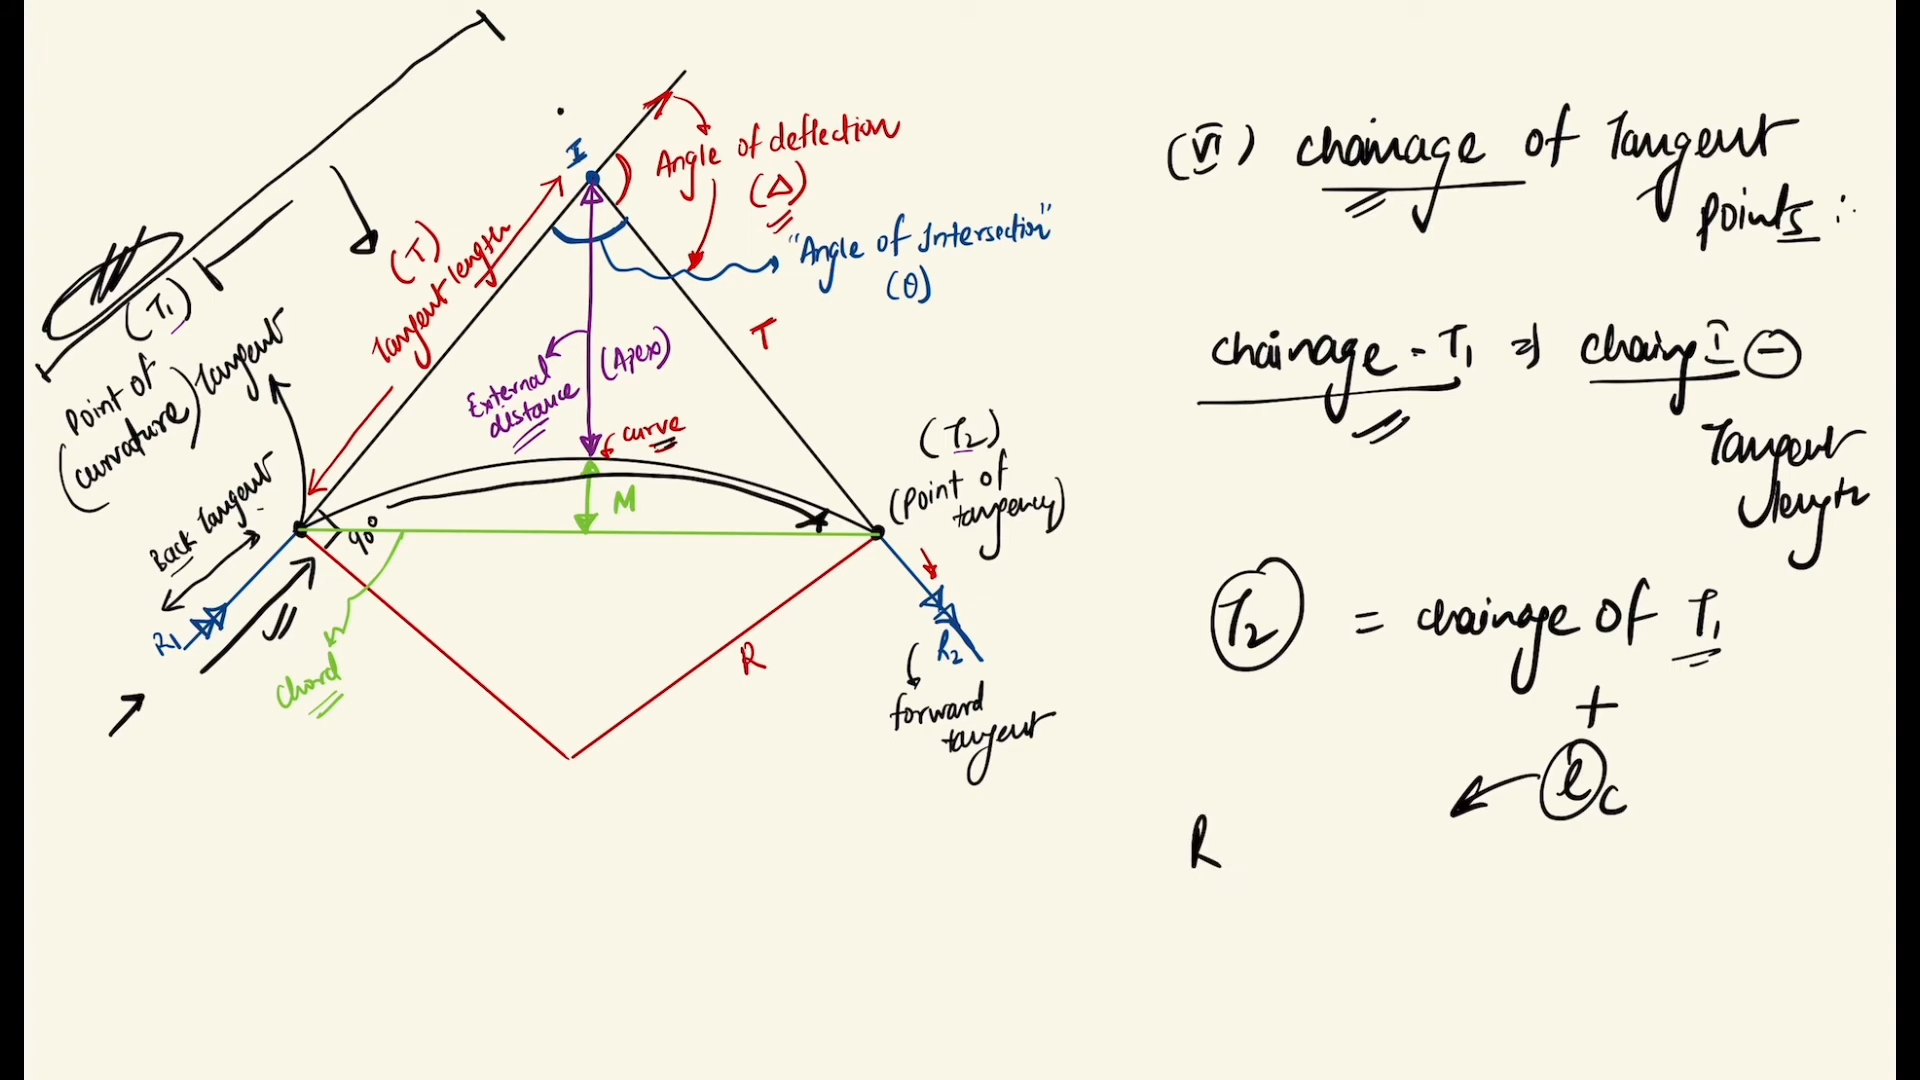 I
Angle of deflection
(Δ)
"Angle of Intersection"
(θ)
(T)
Tangent length
(T1)
Point of
(curvature) Tangent
External
distance
(Apex)
T
curve
M
(T2)
(Point of
tangency)
Back Tangent
90°
R1
chord
R
R2
forward
tangent
(VI) chainage of Tangent
points :
chainage - T1 ⇒ chaing I (-)
Tangent
length
T2 = chainage of T1
+
lc
R